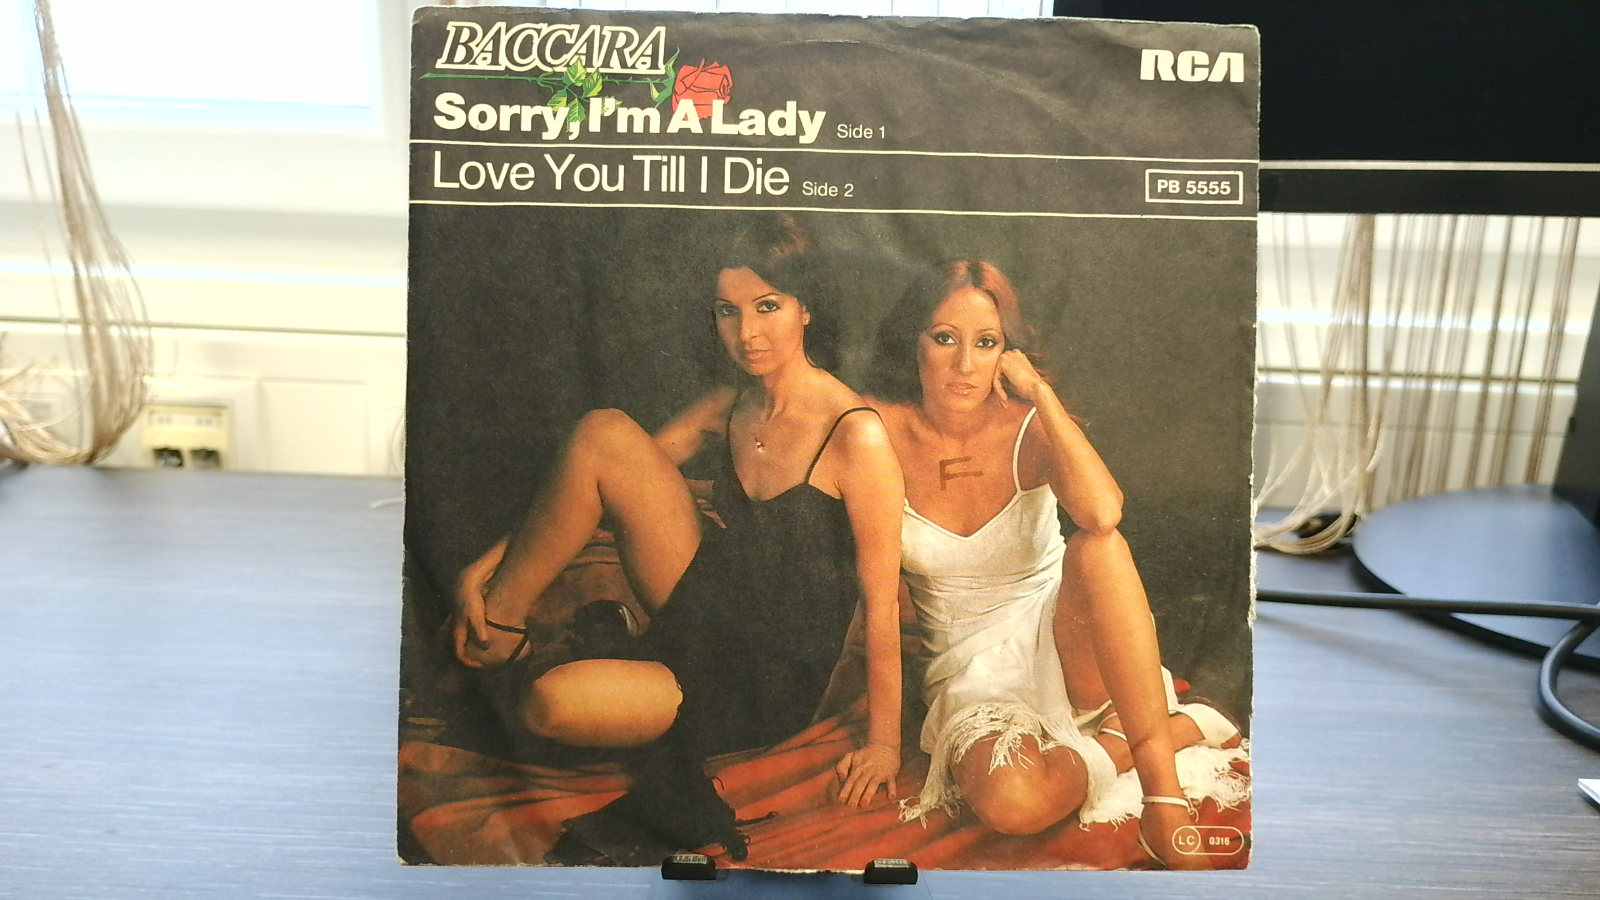 BACCARA
RCA
Sorry, I'm A Lady Side 1
Love You Till I Die Side 2
PB 5555
F
LC 0316